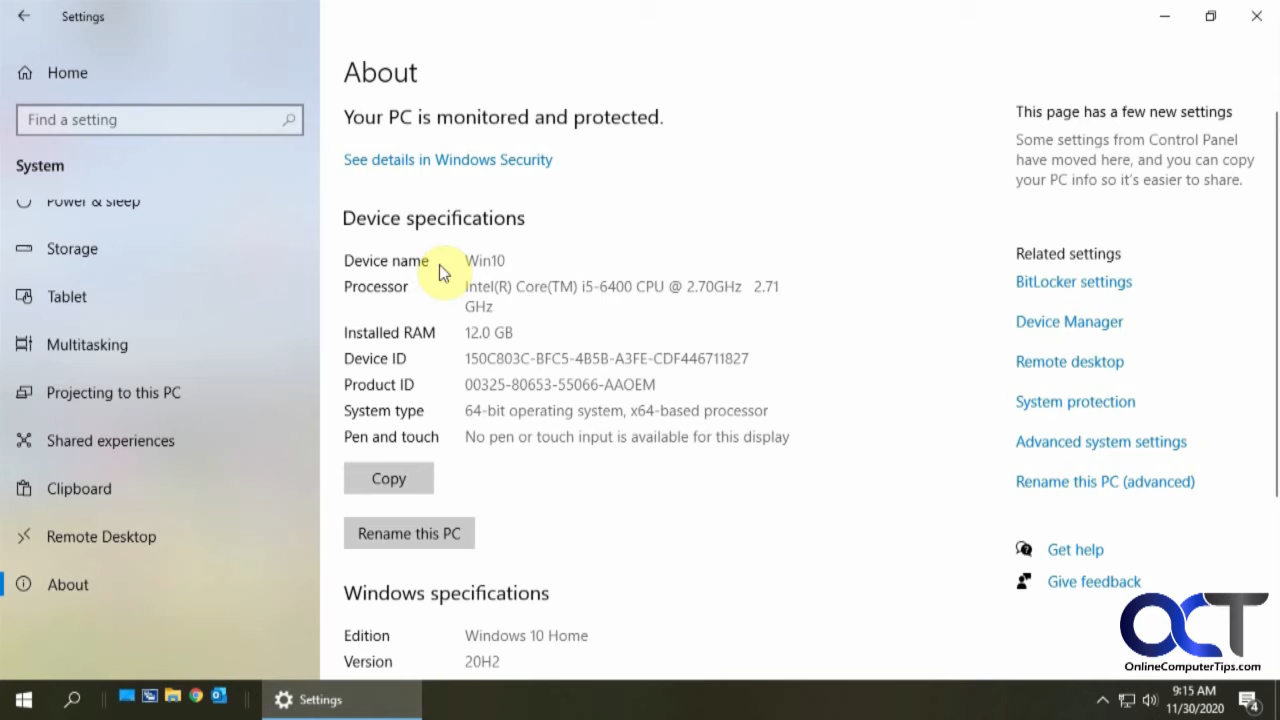 Settings
Home
Find a setting
System
Power & sleep
Storage
Tablet
Multitasking
Projecting to this PC
Shared experiences
Clipboard
Remote Desktop
About
About
Your PC is monitored and protected.
See details in Windows Security
Device specifications
Device name Win10
Processor Intel(R) Core(TM) i5-6400 CPU @ 2.70GHz 2.71
GHz
Installed RAM 12.0 GB
Device ID 150C803C-BFC5-4B5B-A3FE-CDF446711827
Product ID 00325-80653-55066-AAOEM
System type 64-bit operating system, x64-based processor
Pen and touch No pen or touch input is available for this display
Copy
Rename this PC
Windows specifications
Edition Windows 10 Home
Version 20H2
This page has a few new settings
Some settings from Control Panel
have moved here, and you can copy
your PC info so it's easier to share.
Related settings
BitLocker settings
Device Manager
Remote desktop
System protection
Advanced system settings
Rename this PC (advanced)
Get help
Give feedback
OCT
OnlineComputerTips.com
Settings
9:15 AM
11/30/2020
4